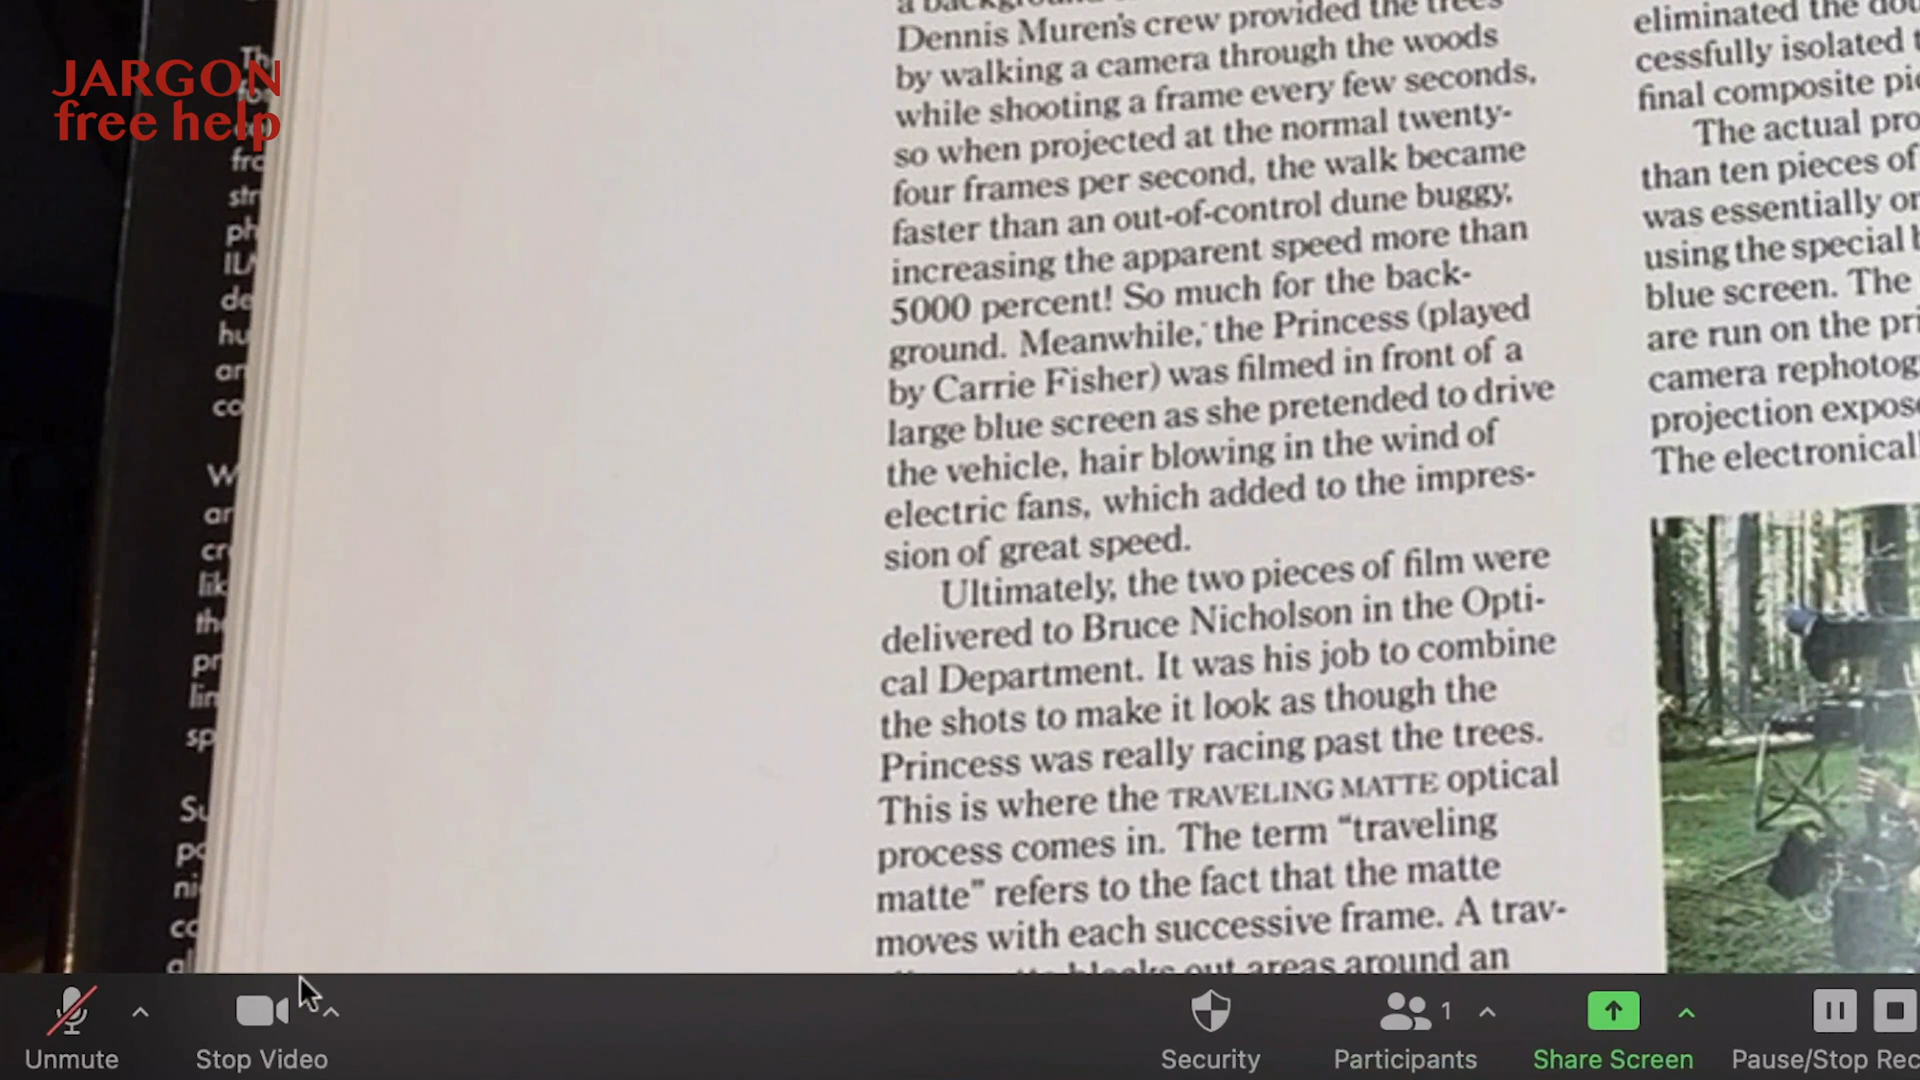 JARGON
free help
Dennis Muren's crew provided the trees
by walking a camera through the woods
while shooting a frame every few seconds,
so when projected at the normal twenty-
four frames per second, the walk became
faster than an out-of-control dune buggy,
increasing the apparent speed more than
5000 percent! So much for the back-
ground. Meanwhile, the Princess (played
by Carrie Fisher) was filmed in front of a
large blue screen as she pretended to drive
the vehicle, hair blowing in the wind of
electric fans, which added to the impres-
sion of great speed.
Ultimately, the two pieces of film were
delivered to Bruce Nicholson in the Opti-
cal Department. It was his job to combine
the shots to make it look as though the
Princess was really racing past the trees.
This is where the TRAVELING MATTE optical
process comes in. The term “traveling
matte” refers to the fact that the matte
moves with each successive frame. A trav-
blocks out areas around an
eliminated the
cessfully isolated
final composite
The actual
than ten pieces of
was essentially
using the special
blue screen. The
are run on the
camera
projection
The
Unmute
Stop Video
Security
1
Participants
Share Screen
Pause/Stop Rec